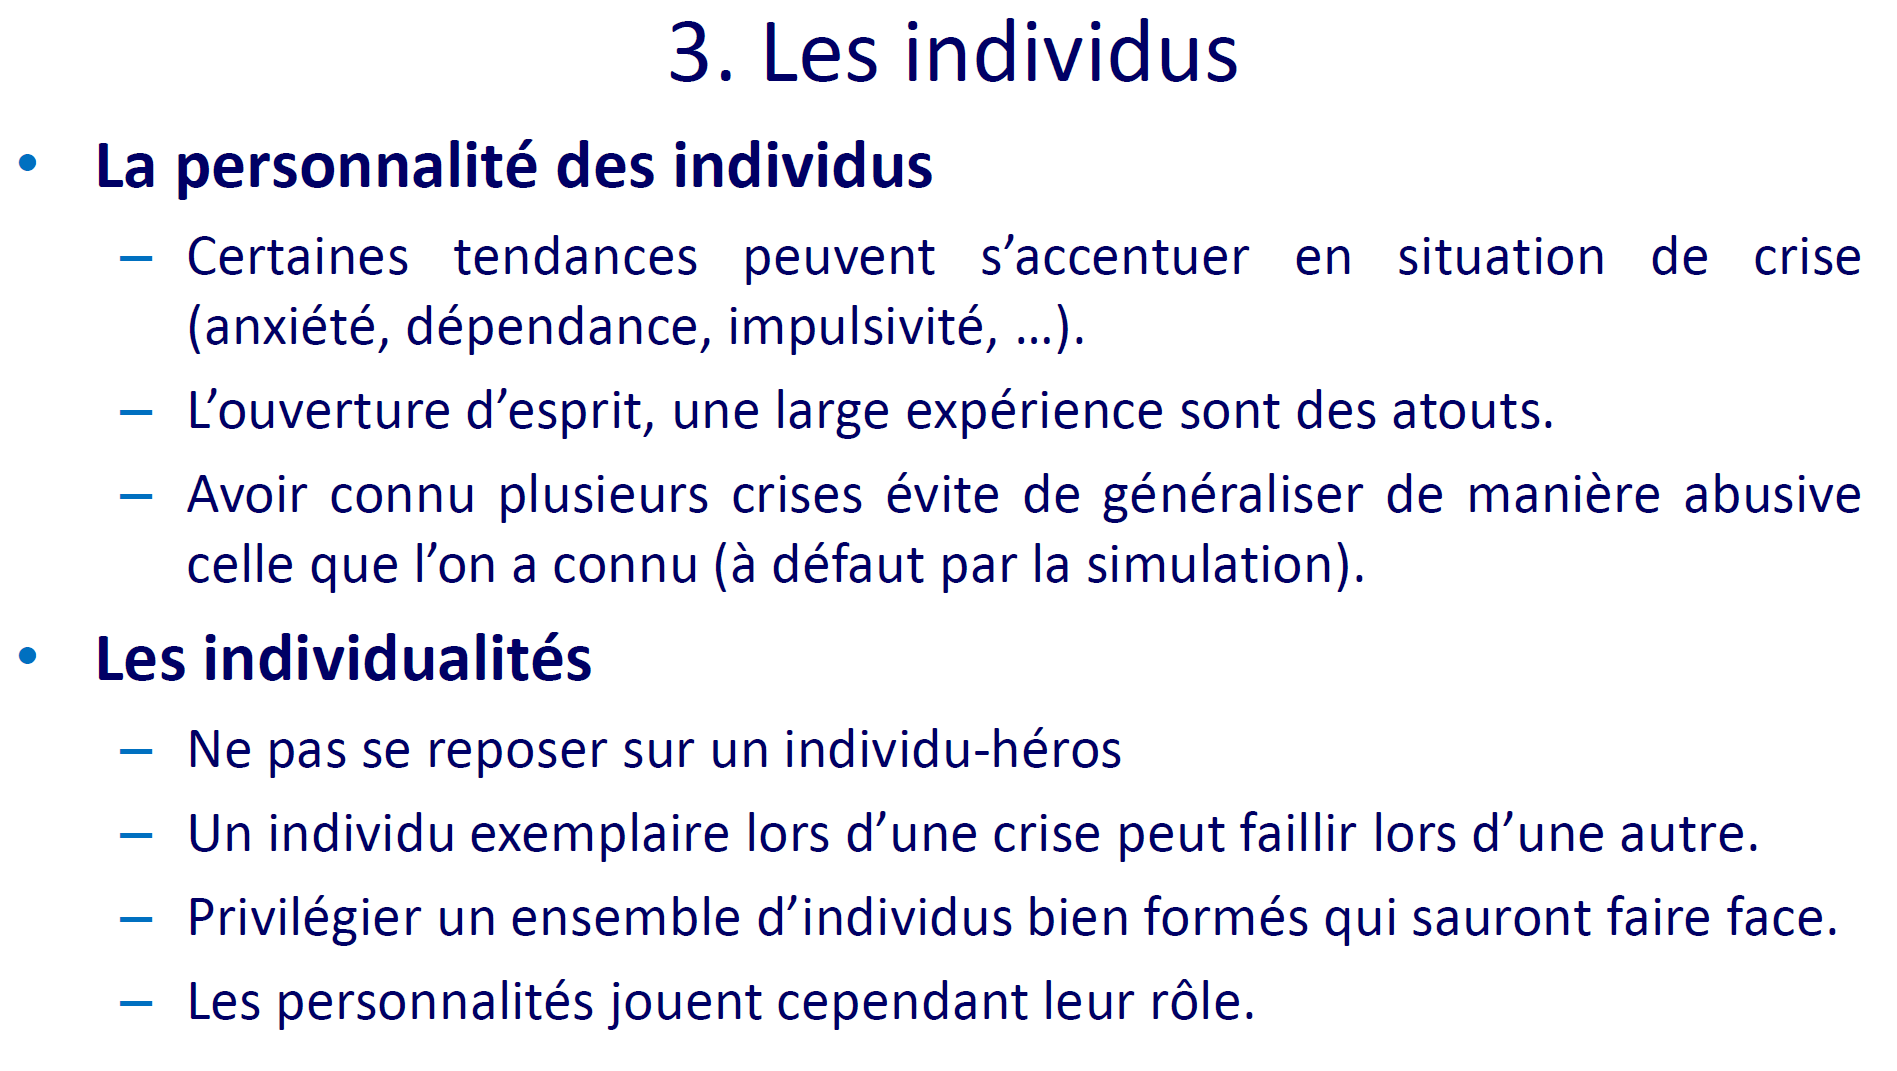 3. Les individus
• La personnalité des individus
– Certaines tendances peuvent s’accentuer en situation de crise
(anxiété, dépendance, impulsivité, …).
– L’ouverture d’esprit, une large expérience sont des atouts.
– Avoir connu plusieurs crises évite de généraliser de manière abusive
celle que l’on a connu (à défaut par la simulation).
• Les individualités
– Ne pas se reposer sur un individu-héros
– Un individu exemplaire lors d’une crise peut faillir lors d’une autre.
– Privilégier un ensemble d’individus bien formés qui sauront faire face.
– Les personnalités jouent cependant leur rôle.